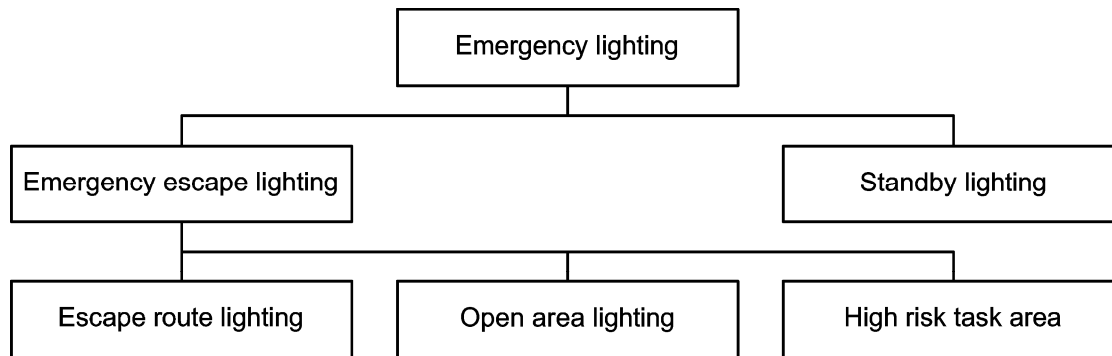 Emergency lighting
Emergency escape lighting
Standby lighting
Escape route lighting
Open area lighting
High risk task area